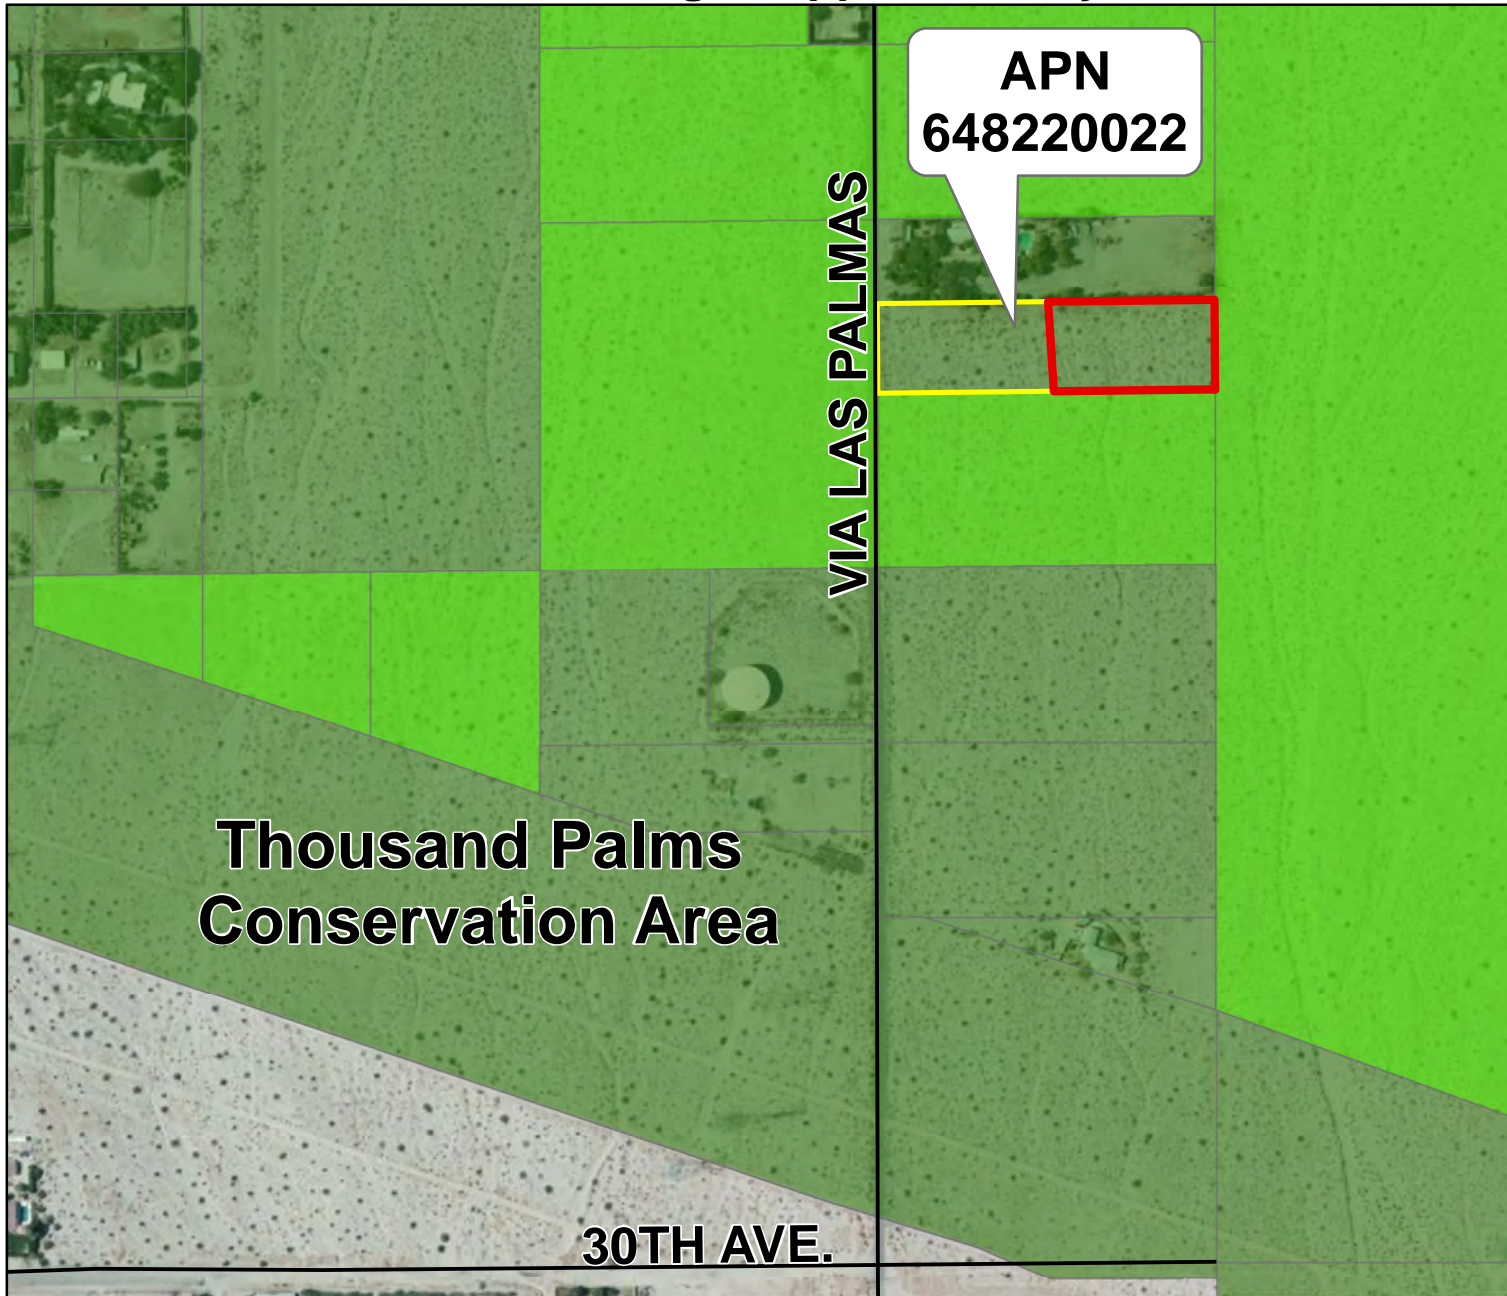 APN
648220022
VIA LAS PALMAS
Thousand Palms
Conservation Area
30TH AVE.